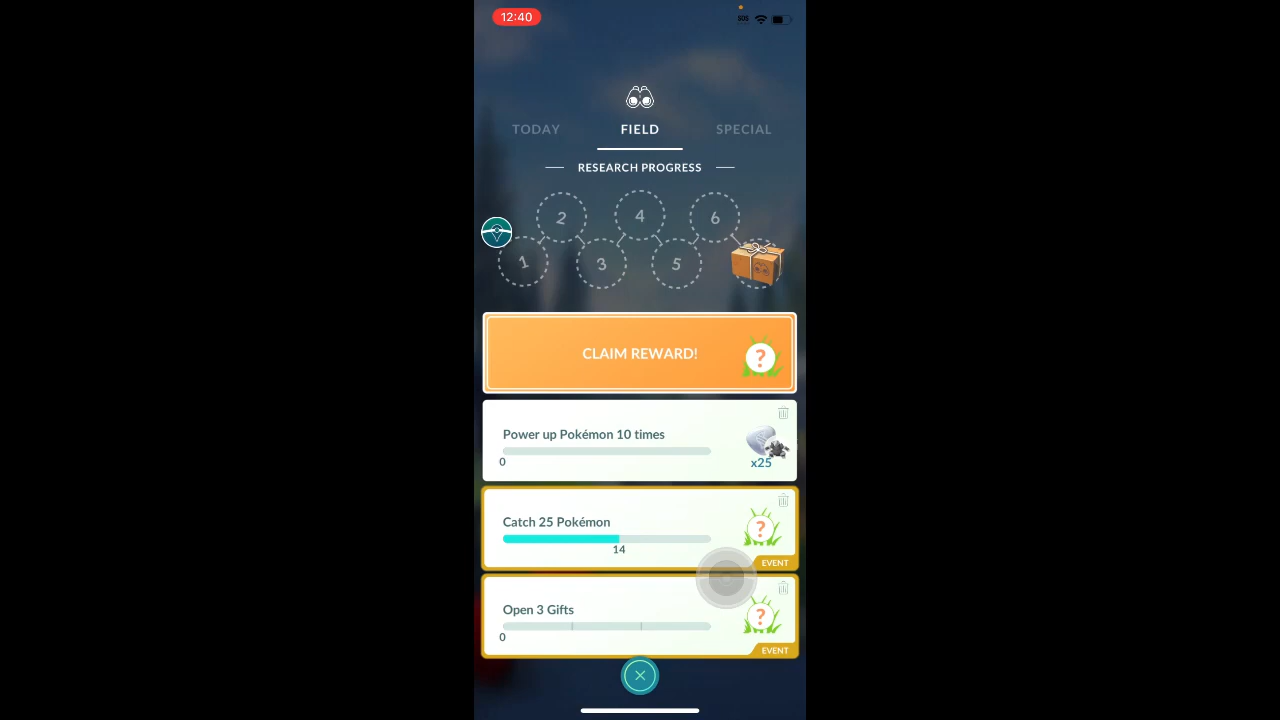 12:40
SOS
TODAY FIELD SPECIAL
RESEARCH PROGRESS
2 4 6
1 3 5
CLAIM REWARD!
?
Power up Pokémon 10 times
0
x25
Catch 25 Pokémon
?
14
EVENT
Open 3 Gifts
?
0
EVENT